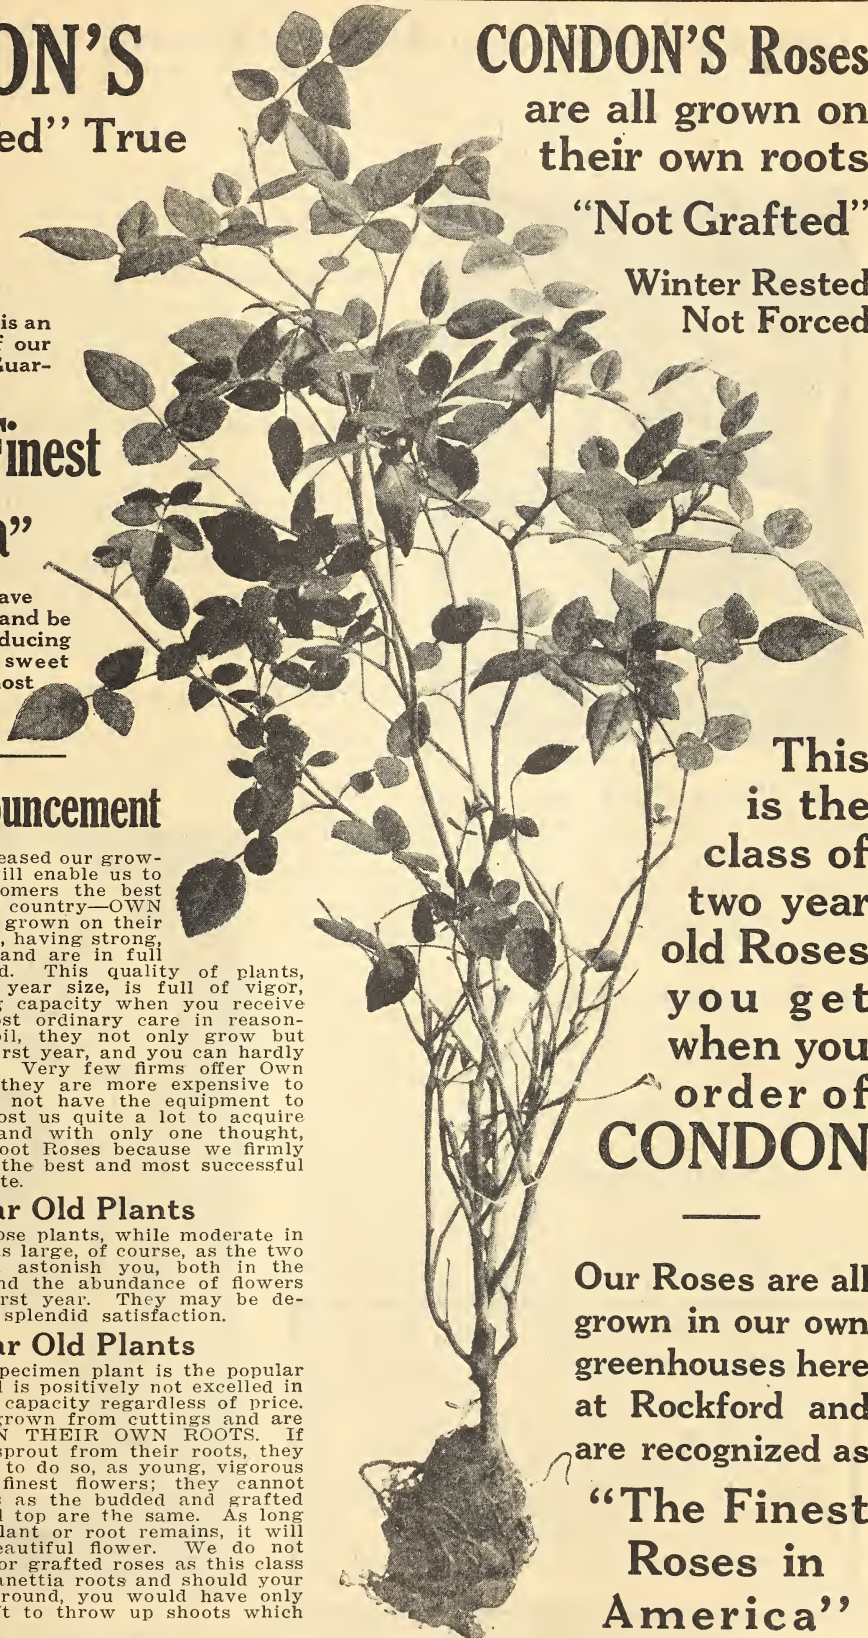 ON'S
ed" True
is an
f our
Guar-
Finest
a"
ave
and be
ducing
sweet
ost
ouncement
eased our grow-
ill enable us to
omers the best
country—OWN
grown on their
, having strong,
and are in full
d. This quality of plants,
year size, is full of vigor,
g capacity when you receive
ost ordinary care in reason-
oil, they not only grow but
irst year, and you can hardly
Very few firms offer Own
they are more expensive to
not have the equipment to
ost us quite a lot to acquire
and with only one thought,
oot Roses because we firmly
the best and most successful
te.
ar Old Plants
ose plants, while moderate in
s large, of course, as the two
astonish you, both in the
nd the abundance of flowers
rst year. They may be de-
splendid satisfaction.
ar Old Plants
specimen plant is the popular
d is positively not excelled in
capacity regardless of price.
grown from cuttings and are
N THEIR OWN ROOTS. If
sprout from their roots, they
to do so, as young, vigorous
finest flowers; they cannot
s as the budded and grafted
d top are the same. As long
lant or root remains, it will
eautiful flower. We do not
or grafted roses as this class
anettia roots and should your
round, you would have only
't to throw up shoots which
CONDON'S Roses
are all grown on
their own roots
"Not Grafted"
Winter Rested
Not Forced
This
is the
class of
two year
old Roses
you get
when you
order of
CONDON
Our Roses are all
grown in our own
greenhouses here
at Rockford and
are recognized as
"The Finest
Roses in
America"